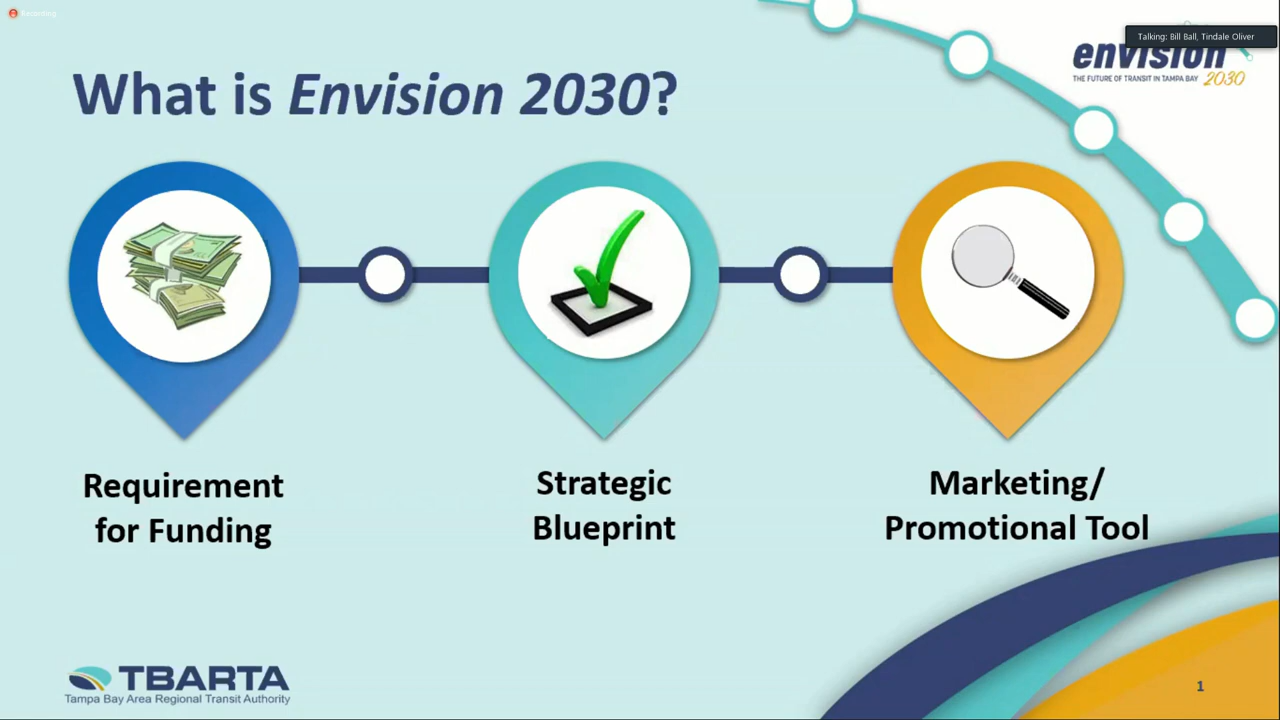 Recording
Talking: Bill Ball, Tindale Oliver
envision
THE FUTURE OF TRANSIT IN TAMPA BAY 2030
What is Envision 2030?
Requirement
for Funding
Strategic
Blueprint
Marketing/
Promotional Tool
TBARTA
Tampa Bay Area Regional Transit Authority
1